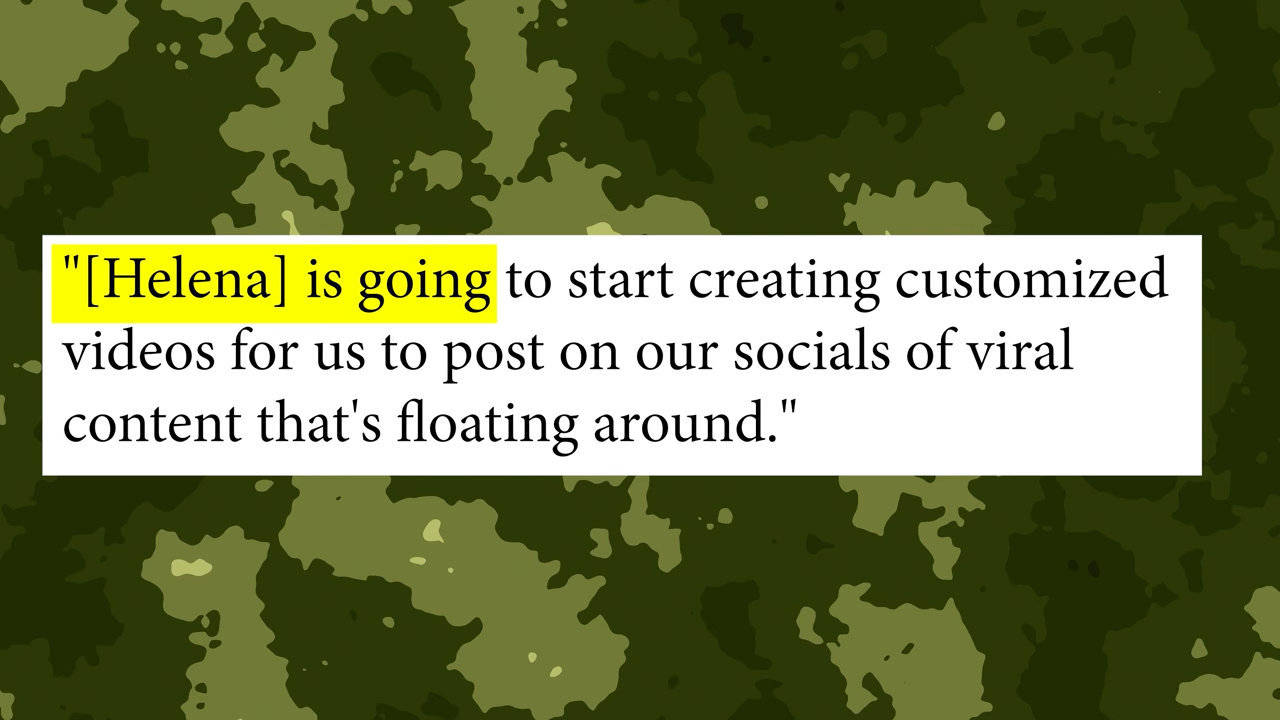 "[Helena] is going to start creating customized
videos for us to post on our socials of viral
content that's floating around."